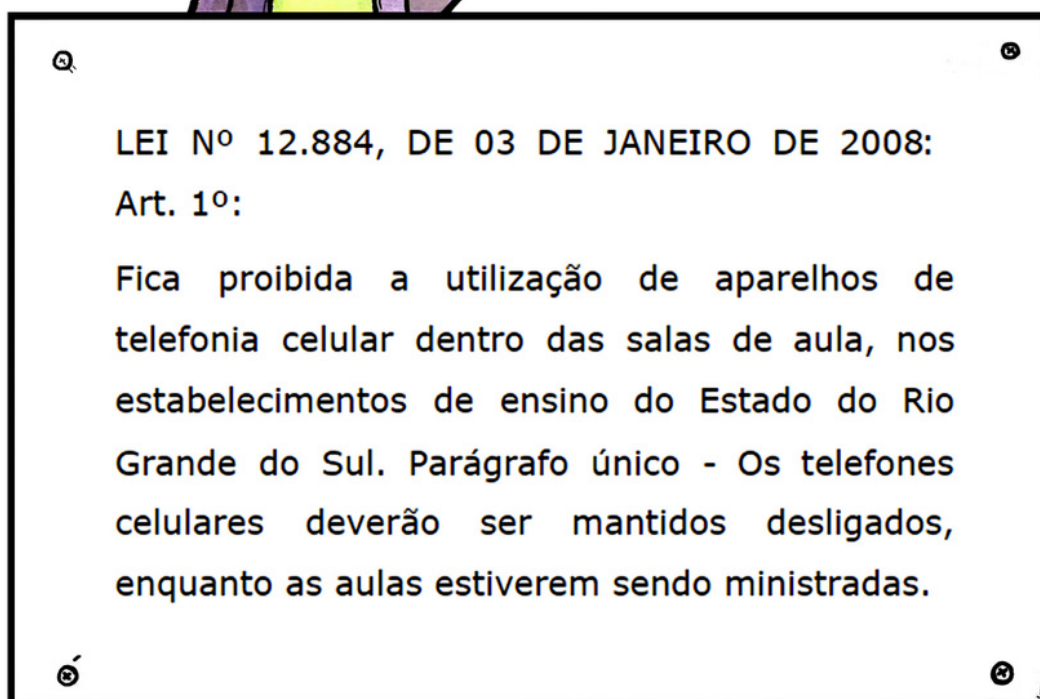 LEI Nº 12.884, DE 03 DE JANEIRO DE 2008:
Art. 1º:
Fica proibida a utilização de aparelhos de
telefonia celular dentro das salas de aula, nos
estabelecimentos de ensino do Estado do Rio
Grande do Sul. Parágrafo único - Os telefones
celulares deverão ser mantidos desligados,
enquanto as aulas estiverem sendo ministradas.